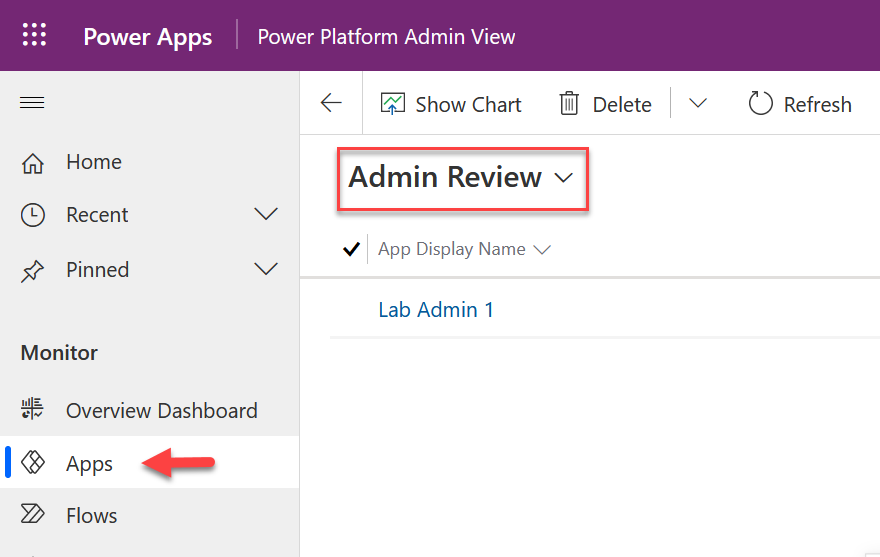 Power Apps
Power Platform Admin View
Show Chart
Delete
Refresh
Home
Recent
Pinned
Monitor
Overview Dashboard
Apps
Flows
Admin Review
App Display Name
Lab Admin 1